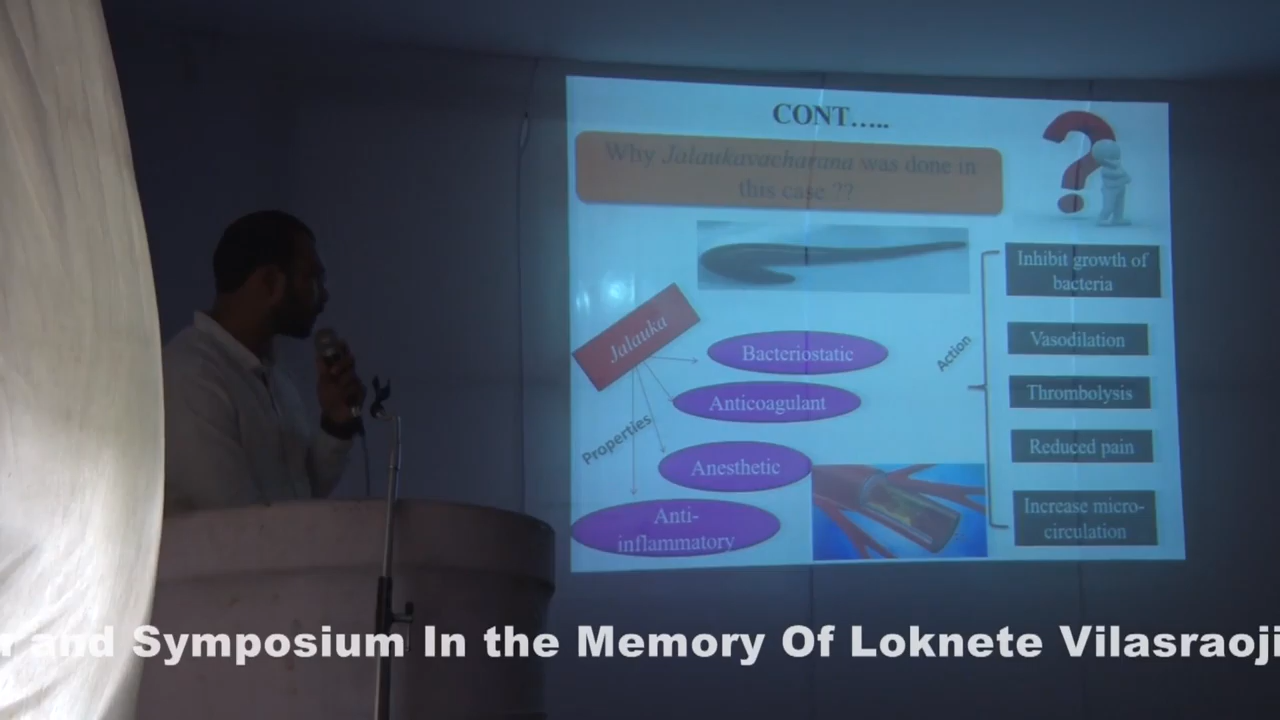 CONT.....
Why Jalaukavacharana was done in
this case ??
Jalauka
Properties
Bacteriostatic
Anticoagulant
Anesthetic
Anti-
inflammatory
Action
Inhibit growth of
bacteria
Vasodilation
Thrombolysis
Reduced pain
Increase micro-
circulation
and Symposium In the Memory Of Loknete Vilasraoji